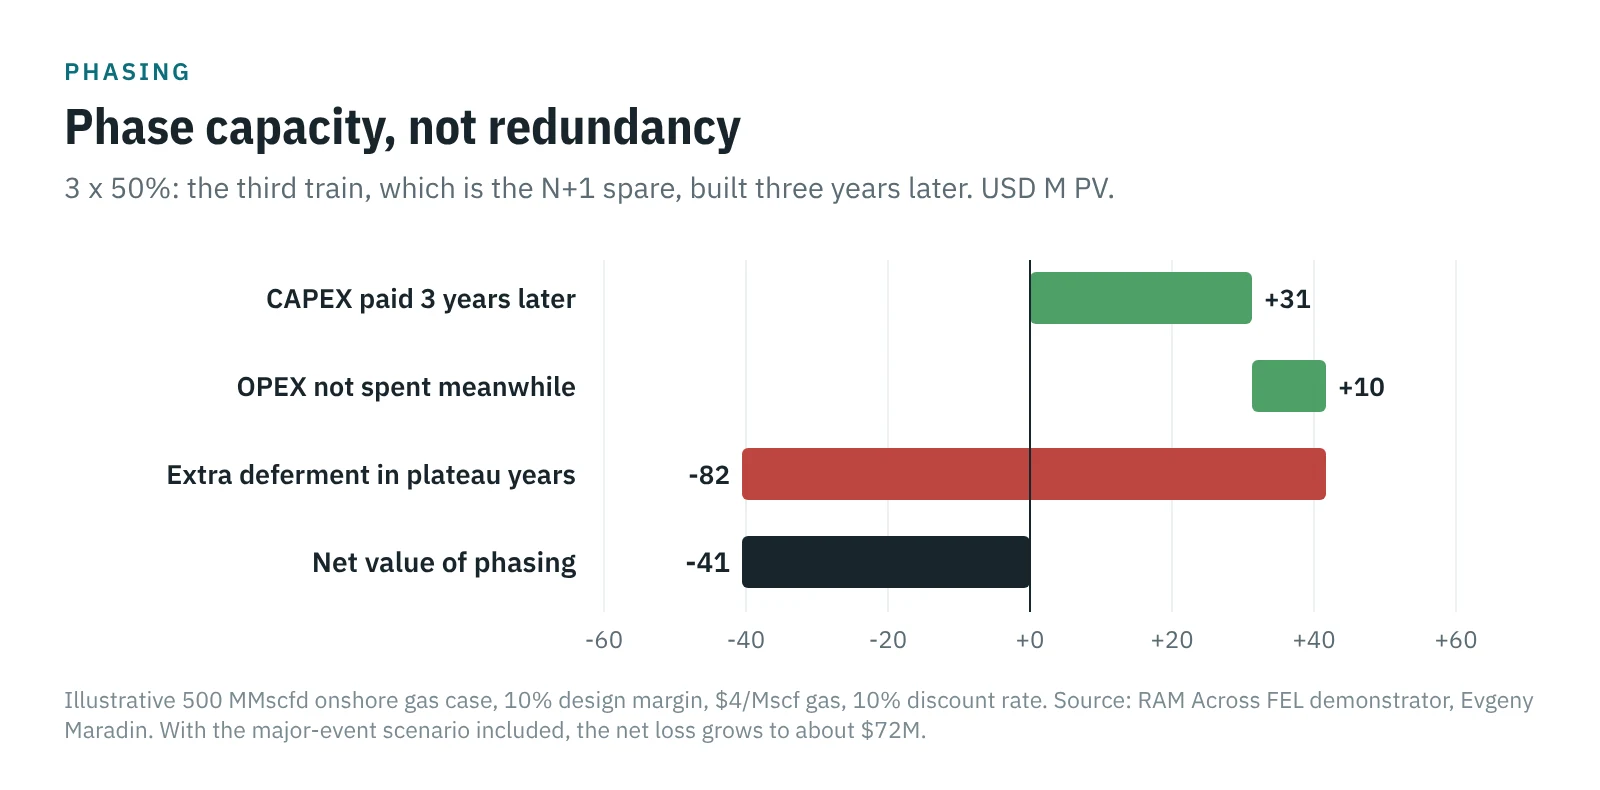 PHASING
Phase capacity, not redundancy
3 x 50%: the third train, which is the N+1 spare, built three years later. USD M PV.
CAPEX paid 3 years later
+31
OPEX not spent meanwhile
+10
Extra deferment in plateau years
-82
Net value of phasing
-41
-60
-40
-20
+0
+20
+40
+60
Illustrative 500 MMscfd onshore gas case, 10% design margin, $4/Mscf gas, 10% discount rate. Source: RAM Across FEL demonstrator, Evgeny
Maradin. With the major-event scenario included, the net loss grows to about $72M.